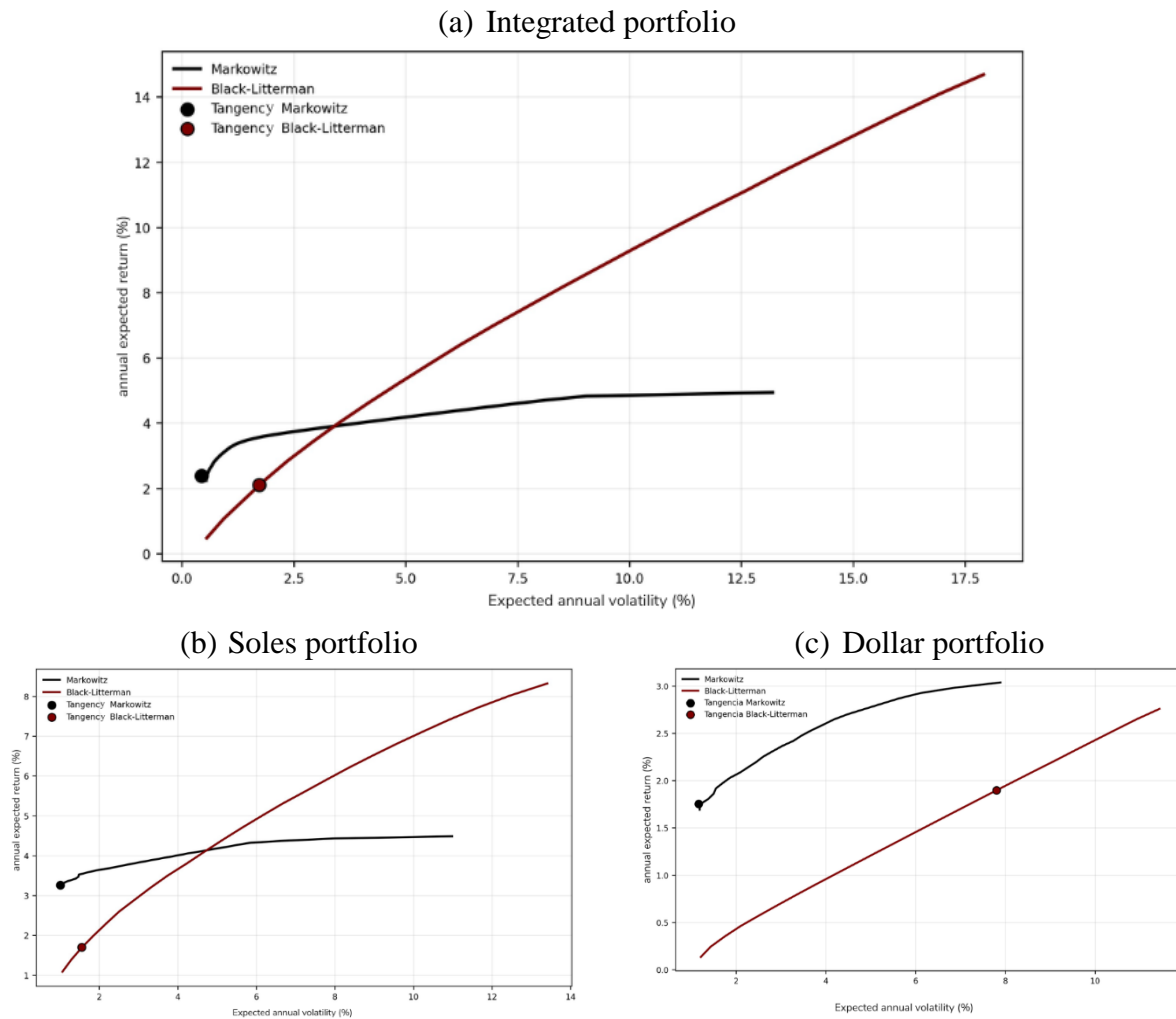 (a) Integrated portfolio
Markowitz
Black-Litterman
Tangency Markowitz
Tangency Black-Litterman
annual expected return (%)
14
12
10
8
6
4
2
0
0.0 2.5 5.0 7.5 10.0 12.5 15.0 17.5
Expected annual volatility (%)
(b) Soles portfolio
Markowitz
Black-Litterman
Tangency Markowitz
Tangency Black-Litterman
annual expected return (%)
8
7
6
5
4
3
2
1
2 4 6 8 10 12 14
Expected annual volatility (%)
(c) Dollar portfolio
Markowitz
Black-Litterman
Tangencia Markowitz
Tangencia Black-Litterman
annual expected return (%)
3.0
2.5
2.0
1.5
1.0
0.5
0.0
2 4 6 8 10
Expected annual volatility (%)